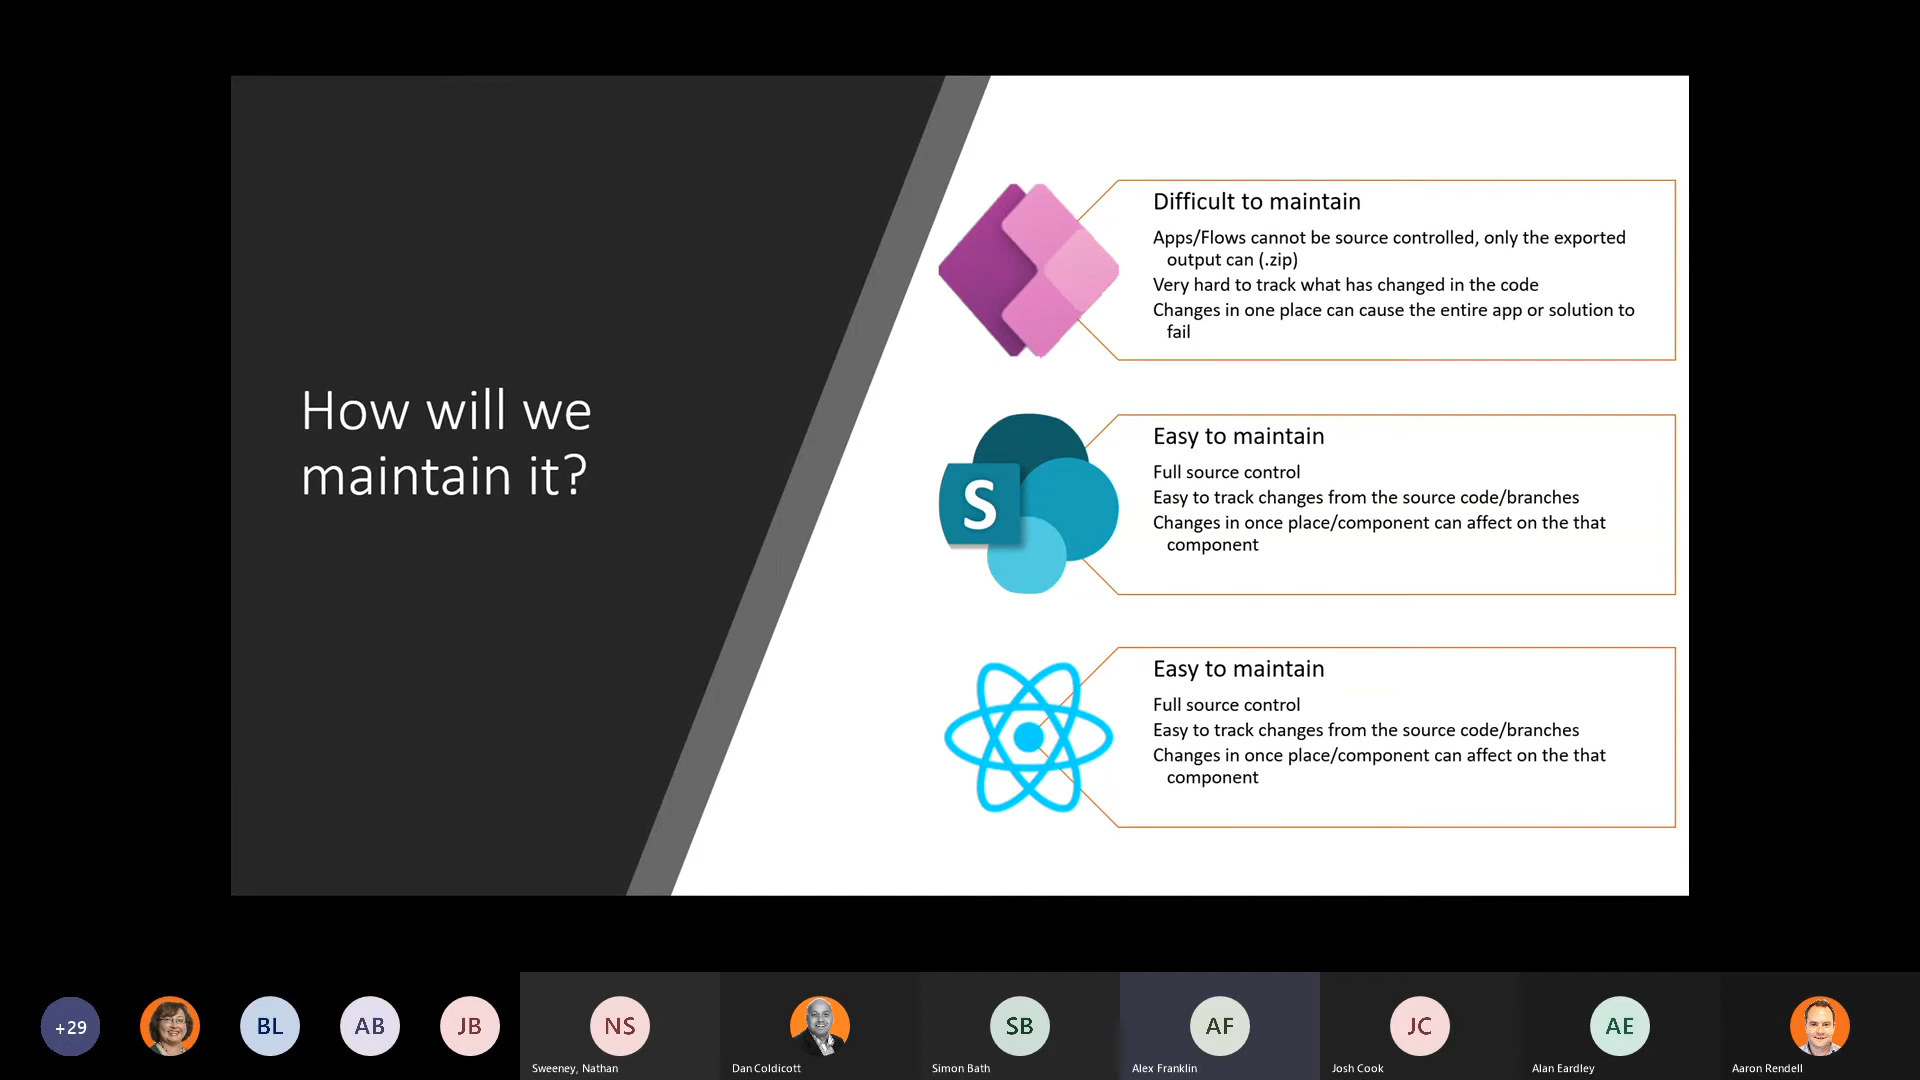 How will we
maintain it?
Difficult to maintain
Apps/Flows cannot be source controlled, only the exported
output can (.zip)
Very hard to track what has changed in the code
Changes in one place can cause the entire app or solution to
fail
S
Easy to maintain
Full source control
Easy to track changes from the source code/branches
Changes in once place/component can affect on the that
component
Easy to maintain
Full source control
Easy to track changes from the source code/branches
Changes in once place/component can affect on the that
component
+29
BL
AB
JB
NS
Sweeney, Nathan
Dan Coldicott
SB
Simon Bath
AF
Alex Franklin
JC
Josh Cook
AE
Alan Eardley
Aaron Rendell